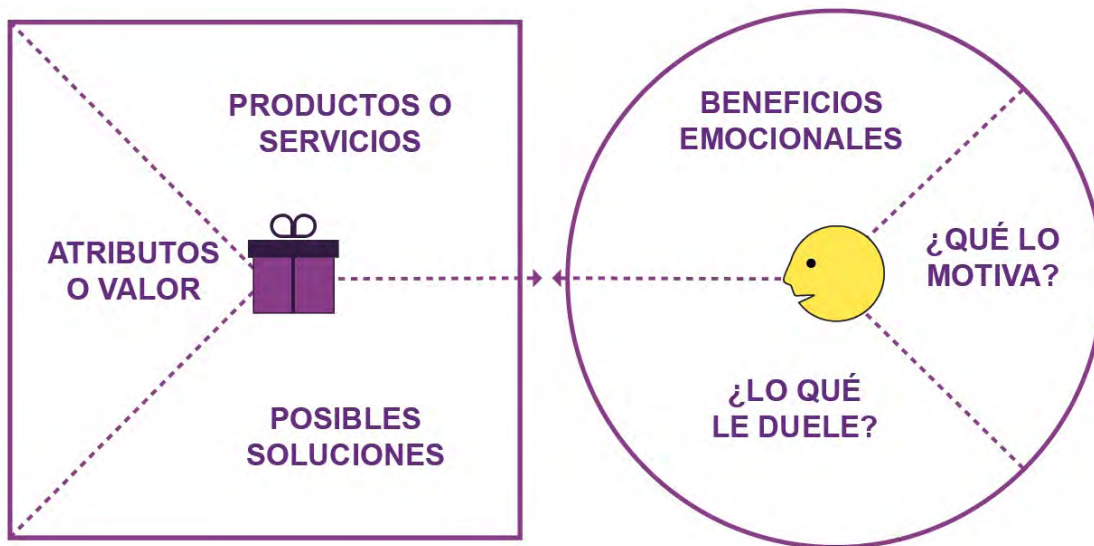 PRODUCTOS O
SERVICIOS
ATRIBUTOS
O VALOR
POSIBLES
SOLUCIONES
BENEFICIOS
EMOCIONALES
¿QUÉ LO
MOTIVA?
¿LO QUÉ
LE DUELE?